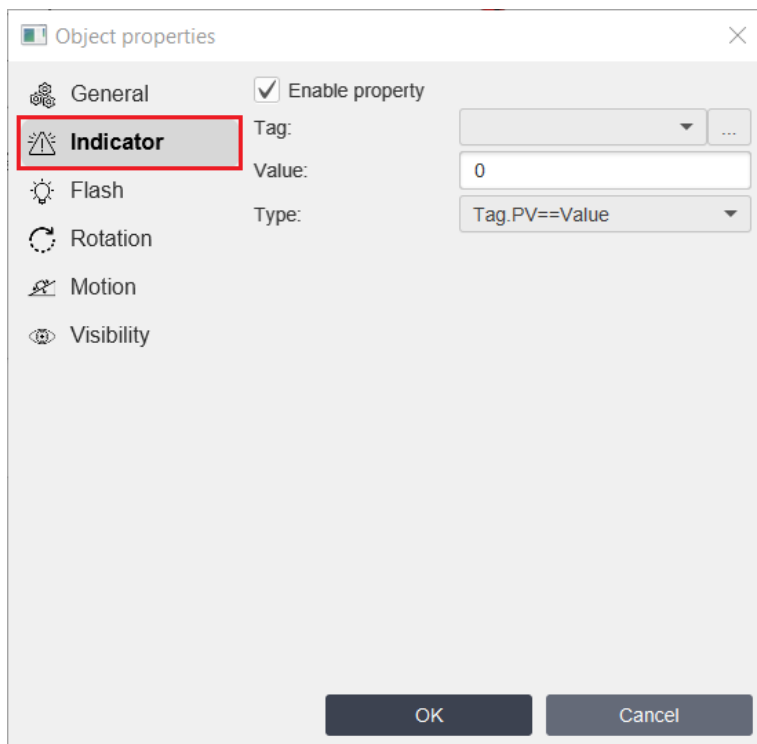 Object properties
General
Indicator
Flash
Rotation
Motion
Visibility
Enable property
Tag:
...
Value:
0
Type:
Tag.PV==Value
OK
Cancel